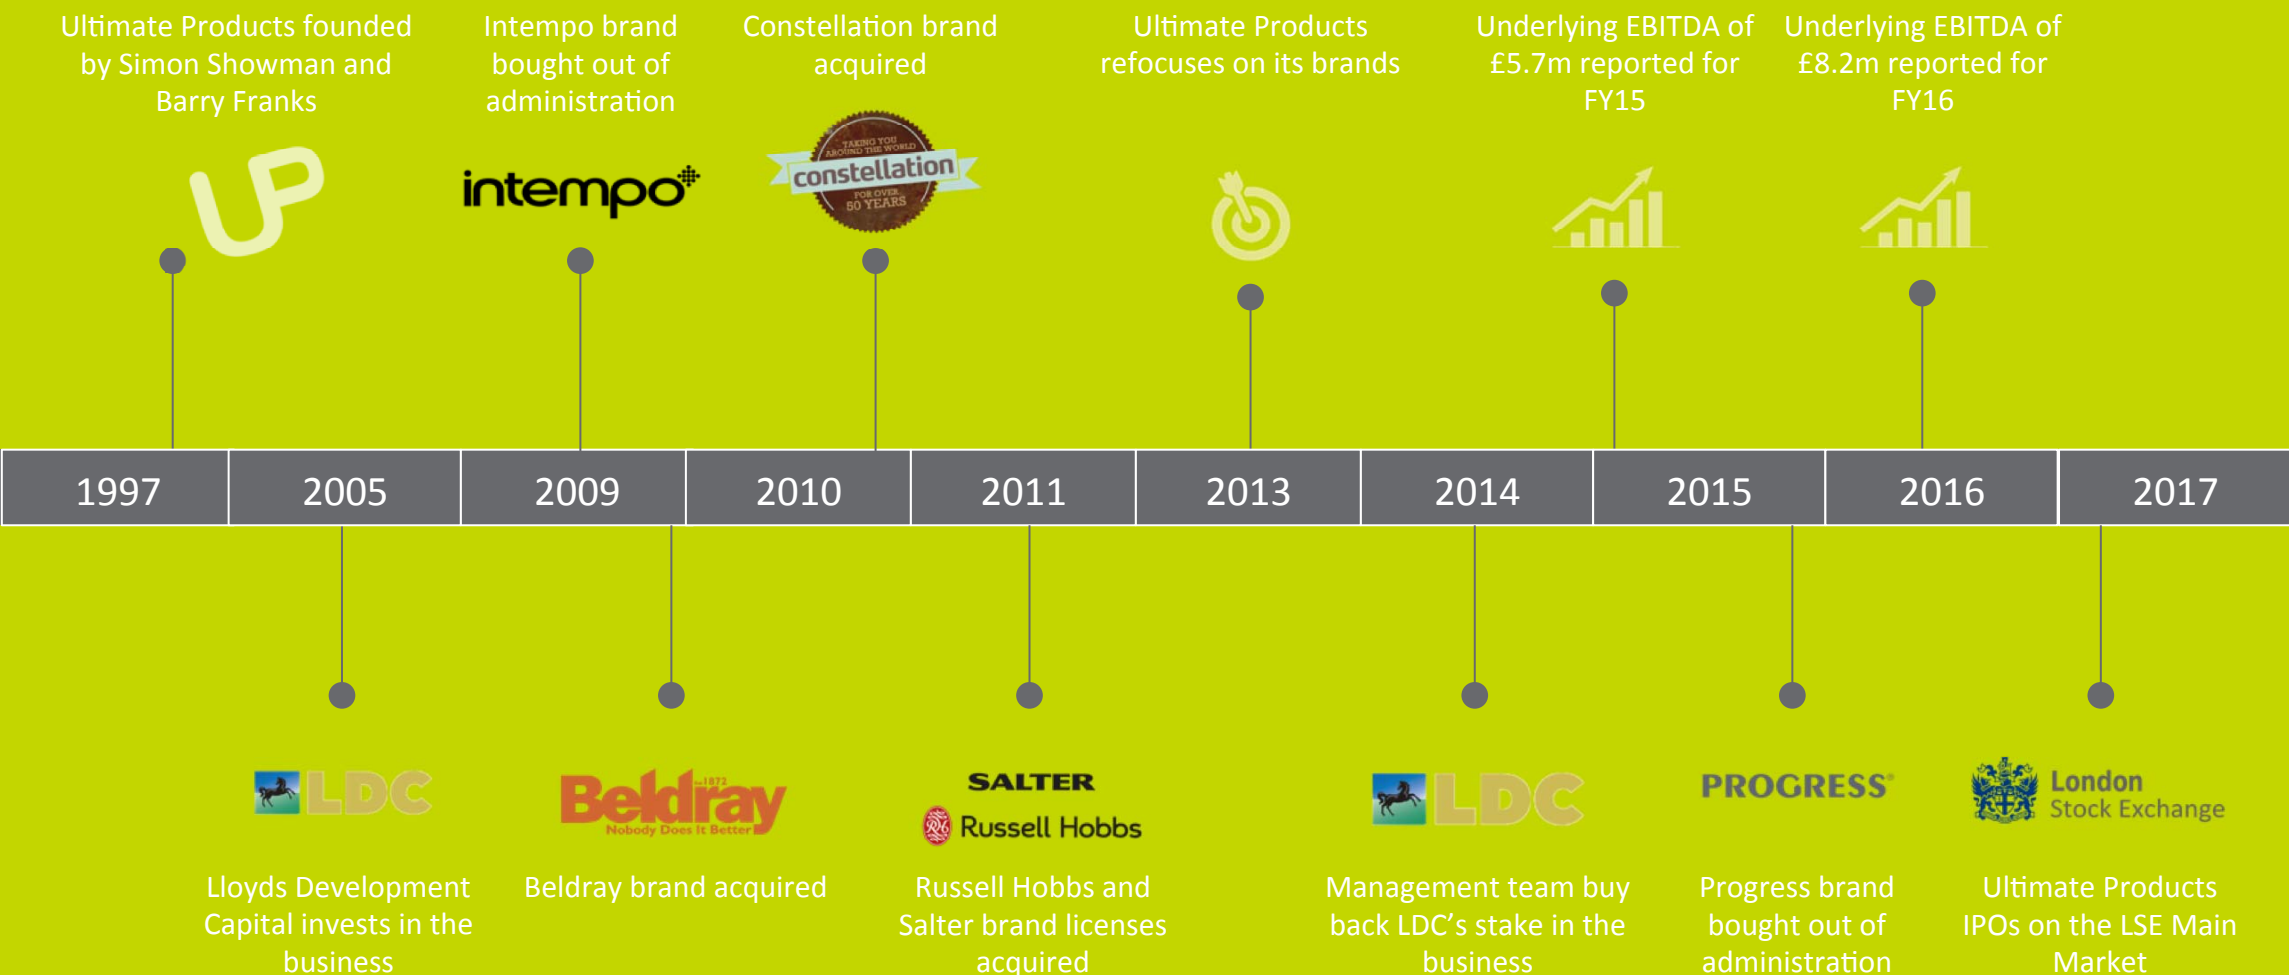 Ultimate Products founded
by Simon Showman and
Barry Franks
Intempo brand
bought out of
administration
Constellation brand
acquired
Ultimate Products
refocuses on its brands
Underlying EBITDA of
£5.7m reported for
FY15
Underlying EBITDA of
£8.2m reported for
FY16
UP
intempo
TAKING YOU
AROUND THE WORLD
constellation
FOR OVER
50 YEARS
1997
2005
2009
2010
2011
2013
2014
2015
2016
2017
LDC
Est 1872
Beldray
Nobody Does It Better
SALTER
RH
Russell Hobbs
LDC
PROGRESS®
London
Stock Exchange
Lloyds Development
Capital invests in the
business
Beldray brand acquired
Russell Hobbs and
Salter brand licenses
acquired
Management team buy
back LDC's stake in the
business
Progress brand
bought out of
administration
Ultimate Products
IPOs on the LSE Main
Market